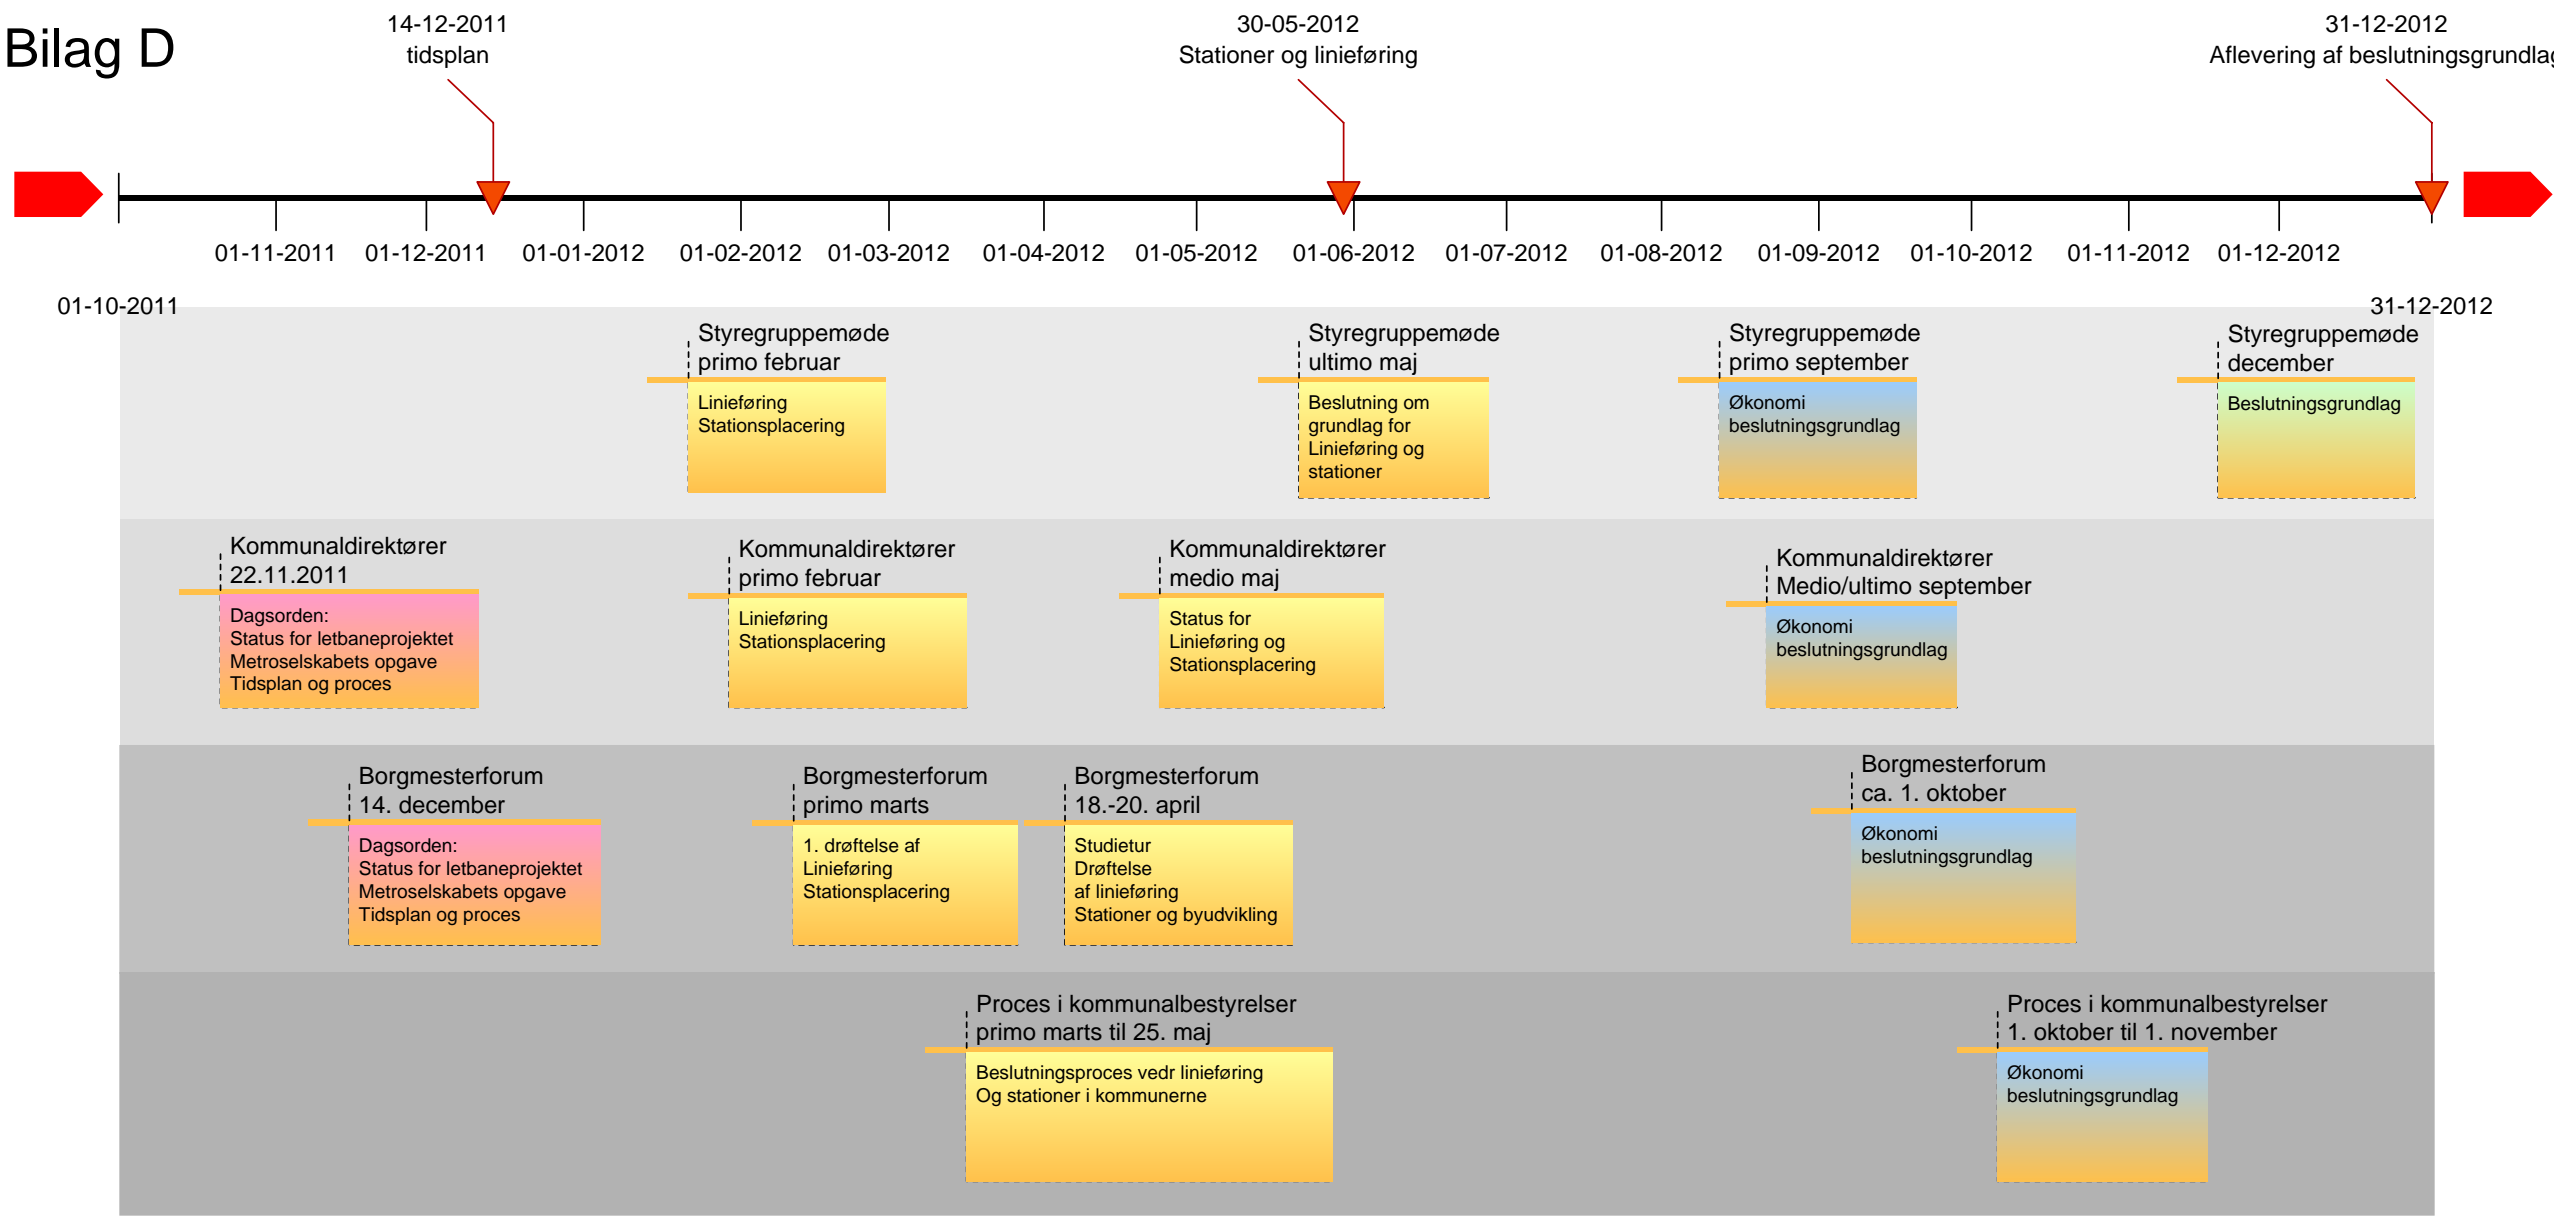 Bilag D
14-12-2011
tidsplan
30-05-2012
Stationer og linieføring
31-12-2012
Aflevering af beslutningsgrundlag
01-11-2011
01-12-2011
01-01-2012
01-02-2012
01-03-2012
01-04-2012
01-05-2012
01-06-2012
01-07-2012
01-08-2012
01-09-2012
01-10-2012
01-11-2012
01-12-2012
01-10-2011
31-12-2012
Styregruppemøde
primo februar
Linieføring
Stationsplacering
Styregruppemøde
ultimo maj
Beslutning om
grundlag for
Linieføring og
stationer
Styregruppemøde
primo september
Økonomi
beslutningsgrundlag
Styregruppemøde
december
Beslutningsgrundlag
Kommunaldirektører
22.11.2011
Dagsorden:
Status for letbaneprojektet
Metroselskabets opgave
Tidsplan og proces
Kommunaldirektører
primo februar
Linieføring
Stationsplacering
Kommunaldirektører
medio maj
Status for
Linieføring og
Stationsplacering
Kommunaldirektører
Medio/ultimo september
Økonomi
beslutningsgrundlag
Borgmesterforum
14. december
Dagsorden:
Status for letbaneprojektet
Metroselskabets opgave
Tidsplan og proces
Borgmesterforum
primo marts
1. drøftelse af
Linieføring
Stationsplacering
Borgmesterforum
18.-20. april
Studietur
Drøftelse
af linieføring
Stationer og byudvikling
Borgmesterforum
ca. 1. oktober
Økonomi
beslutningsgrundlag
Proces i kommunalbestyrelser
primo marts til 25. maj
Beslutningsproces vedr linieføring
Og stationer i kommunerne
Proces i kommunalbestyrelser
1. oktober til 1. november
Økonomi
beslutningsgrundlag